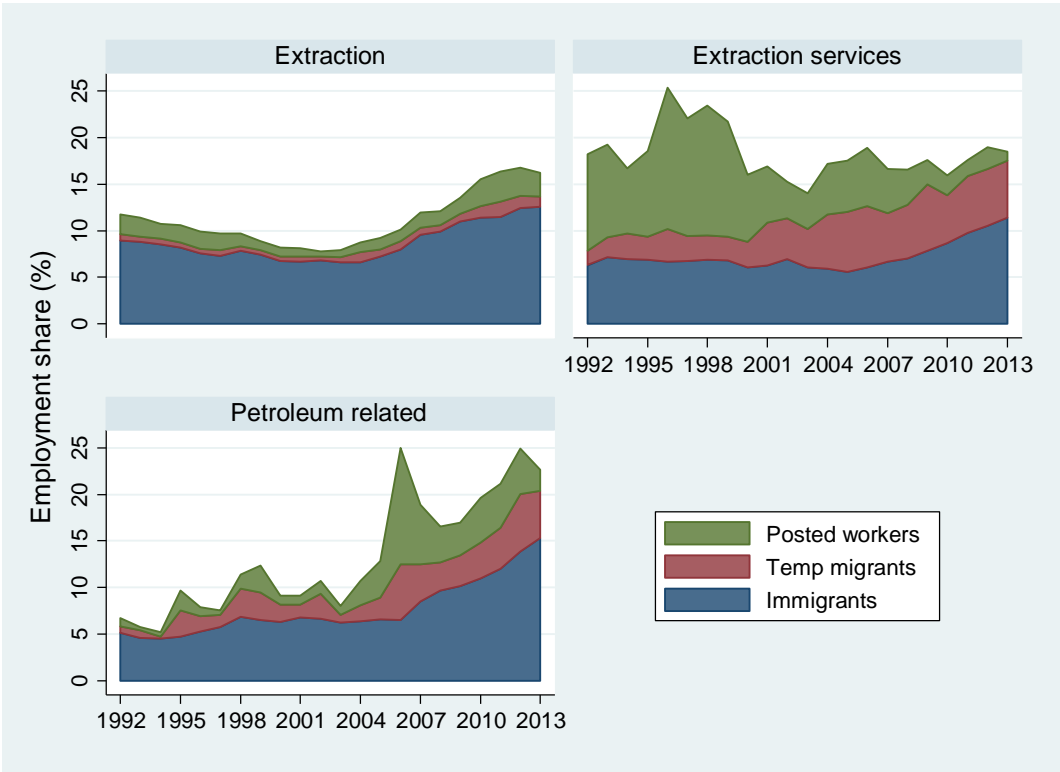 Extraction
Extraction services
Employment share (%)
25
20
15
10
5
0
1992 1995 1998 2001 2004 2007 2010 2013
Petroleum related
25
20
15
10
5
0
1992 1995 1998 2001 2004 2007 2010 2013
Posted workers
Temp migrants
Immigrants